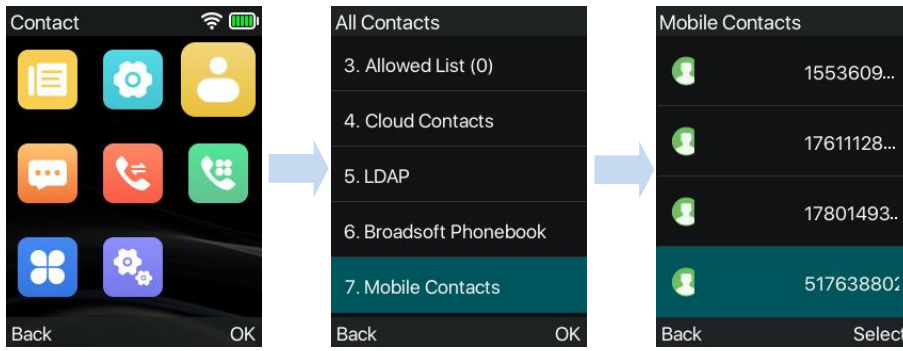 Contact
Back OK
All Contacts
3. Allowed List (0)
4. Cloud Contacts
5. LDAP
6. Broadsoft Phonebook
7. Mobile Contacts
Back OK
Mobile Contacts
1553609...
17611128...
17801493..
517638802
Back Select